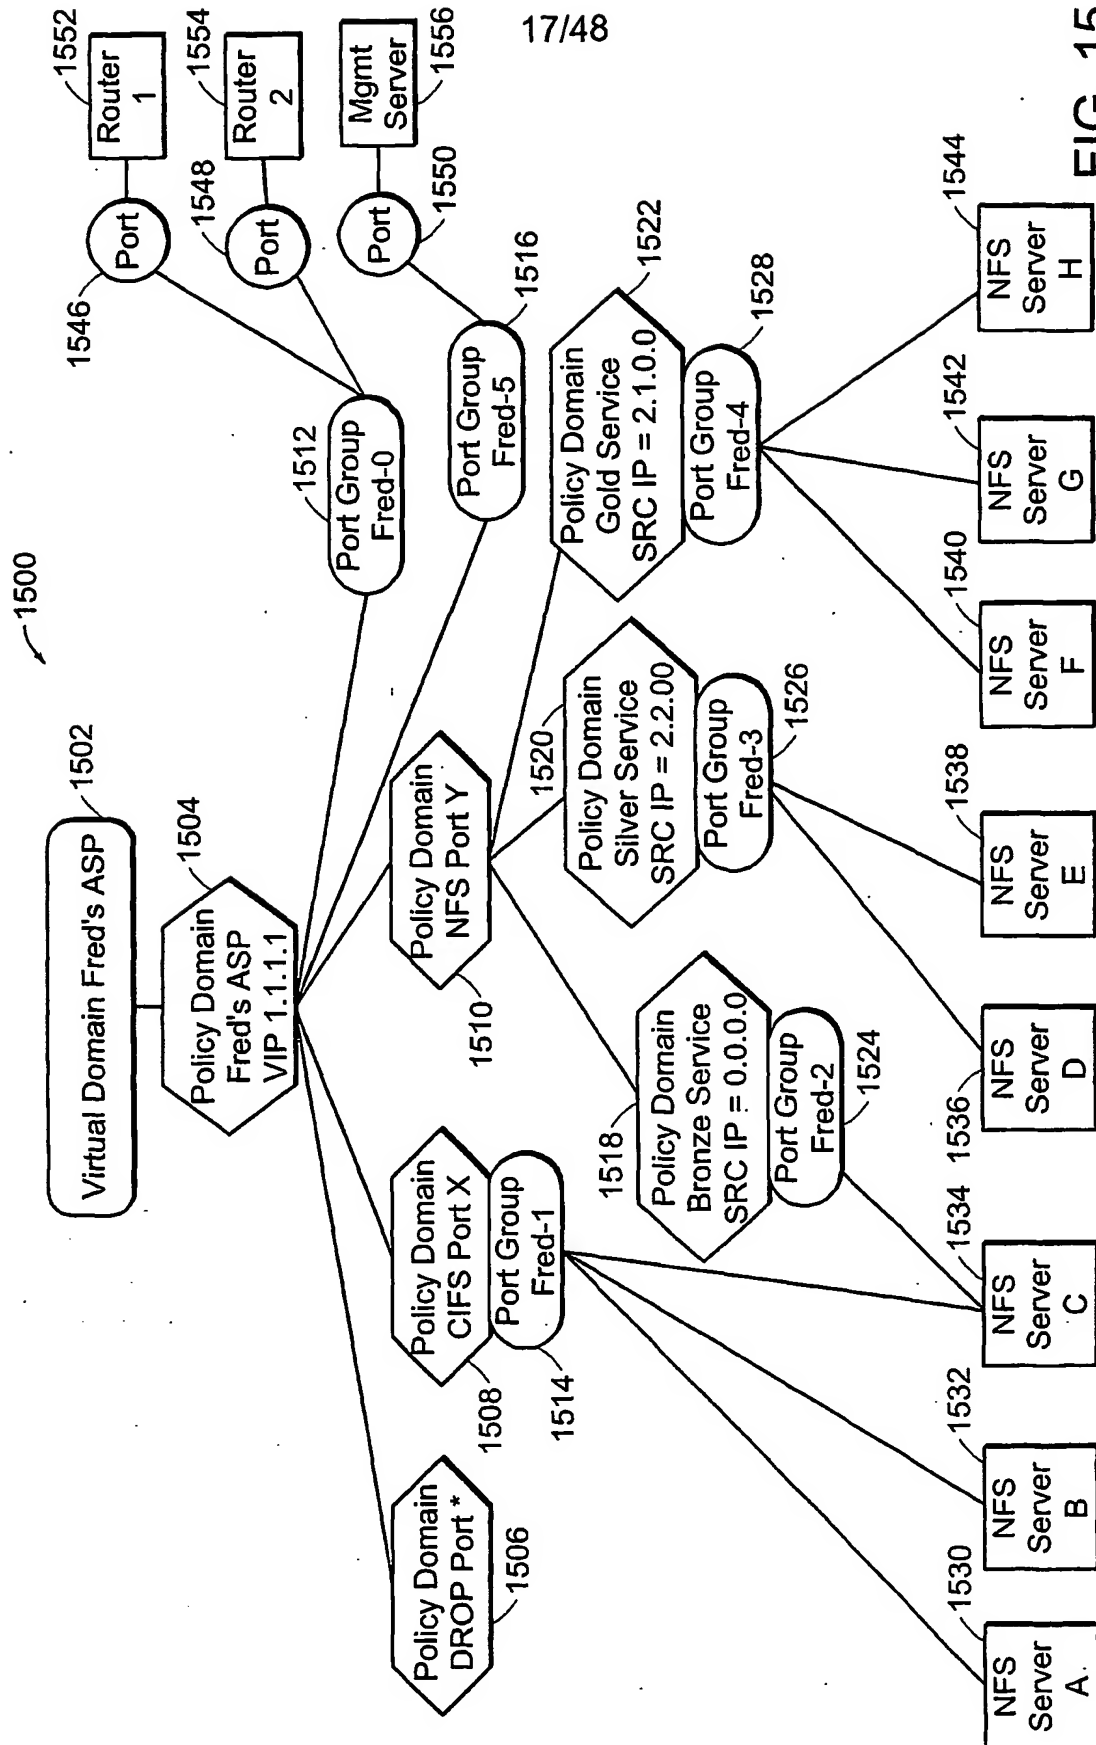 17/48
1500
Virtual Domain Fred's ASP
1502
Policy Domain
Fred's ASP
VIP 1.1.1.1
1504
Policy Domain
DROP Port *
1506
Policy Domain
CIFS Port X
1508
Port Group
Fred-1
1514
Policy Domain
NFS Port Y
1510
Port Group
Fred-0
1512
Port Group
Fred-5
1516
Port
1546
Port
1548
Port
1550
Router
1
1552
Router
2
1554
Mgmt
Server
1556
Policy Domain
Bronze Service
SRC IP = 0.0.0.0
1518
Port Group
Fred-2
1524
Policy Domain
Silver Service
SRC IP = 2.2.00
1520
Port Group
Fred-3
1526
Policy Domain
Gold Service
SRC IP = 2.1.0.0
1522
Port Group
Fred-4
1528
NFS
Server
A
1530
NFS
Server
B
1532
NFS
Server
C
1534
NFS
Server
D
1536
NFS
Server
E
1538
NFS
Server
F
1540
NFS
Server
G
1542
NFS
Server
H
1544
FIG. 15